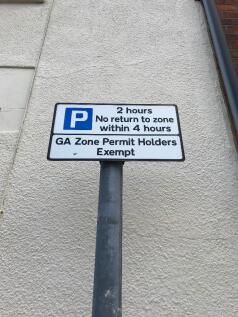 P
2 hours
No return to zone
within 4 hours
GA Zone Permit Holders
Exempt